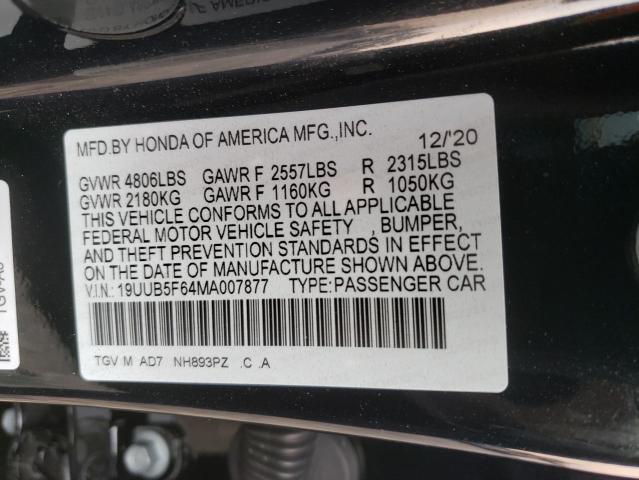 MFD.BY HONDA OF AMERICA MFG.,INC. 12/'20
GVWR 4806LBS GAWR F 2557LBS R 2315LBS
GVWR 2180KG GAWR F 1160KG R 1050KG
THIS VEHICLE CONFORMS TO ALL APPLICABLE
FEDERAL MOTOR VEHICLE SAFETY , BUMPER,
AND THEFT PREVENTION STANDARDS IN EFFECT
ON THE DATE OF MANUFACTURE SHOWN ABOVE.
V.I.N.: 19UUB5F64MA007877 TYPE:PASSENGER CAR
TGV M AD7 NH893PZ .C .A